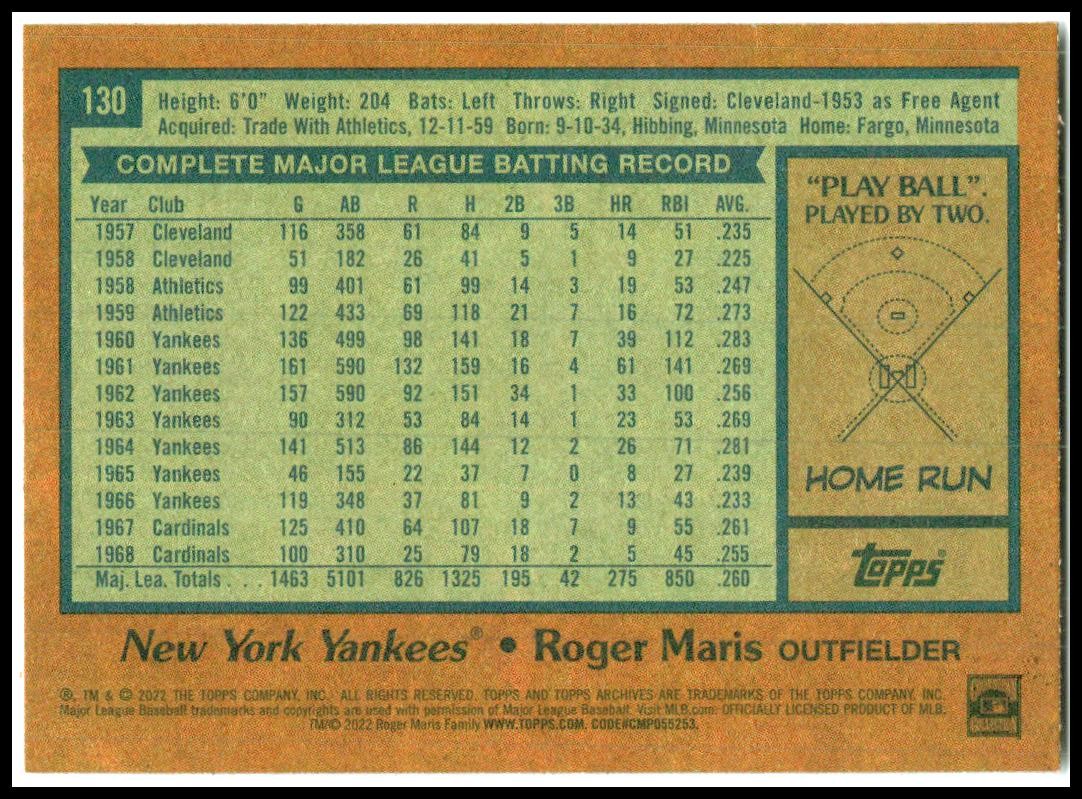 130
Height: 6'0" Weight: 204 Bats: Left Throws: Right Signed: Cleveland-1953 as Free Agent
Acquired: Trade With Athletics, 12-11-59 Born: 9-10-34, Hibbing, Minnesota Home: Fargo, Minnesota
COMPLETE MAJOR LEAGUE BATTING RECORD
Year Club G AB R H 2B 3B HR RBI AVG.
1957 Cleveland 116 358 61 84 9 5 14 51 .235
1958 Cleveland 51 182 26 41 5 1 9 27 .225
1958 Athletics 99 401 61 99 14 3 19 53 .247
1959 Athletics 122 433 69 118 21 7 16 72 .273
1960 Yankees 136 499 98 141 18 7 39 112 .283
1961 Yankees 161 590 132 159 16 4 61 141 .269
1962 Yankees 157 590 92 151 34 1 33 100 .256
1963 Yankees 90 312 53 84 14 1 23 53 .269
1964 Yankees 141 513 86 144 12 2 26 71 .281
1965 Yankees 46 155 22 37 7 0 8 27 .239
1966 Yankees 119 348 37 81 9 2 13 43 .233
1967 Cardinals 125 410 64 107 18 7 9 55 .261
1968 Cardinals 100 310 25 79 18 2 5 45 .255
Maj. Lea. Totals . . . 1463 5101 826 1325 195 42 275 850 .260
"PLAY BALL".
PLAYED BY TWO.
HOME RUN
Topps®
New York Yankees® • Roger Maris OUTFIELDER
®, TM & © 2022 THE TOPPS COMPANY, INC. ALL RIGHTS RESERVED. TOPPS AND TOPPS ARCHIVES ARE TRADEMARKS OF THE TOPPS COMPANY, INC.
Major League Baseball trademarks and copyrights are used with permission of Major League Baseball. Visit MLB.com. OFFICIALLY LICENSED PRODUCT OF MLB.
TM/© 2022 Roger Maris Family WWW.TOPPS.COM. CODE#CMP055253.